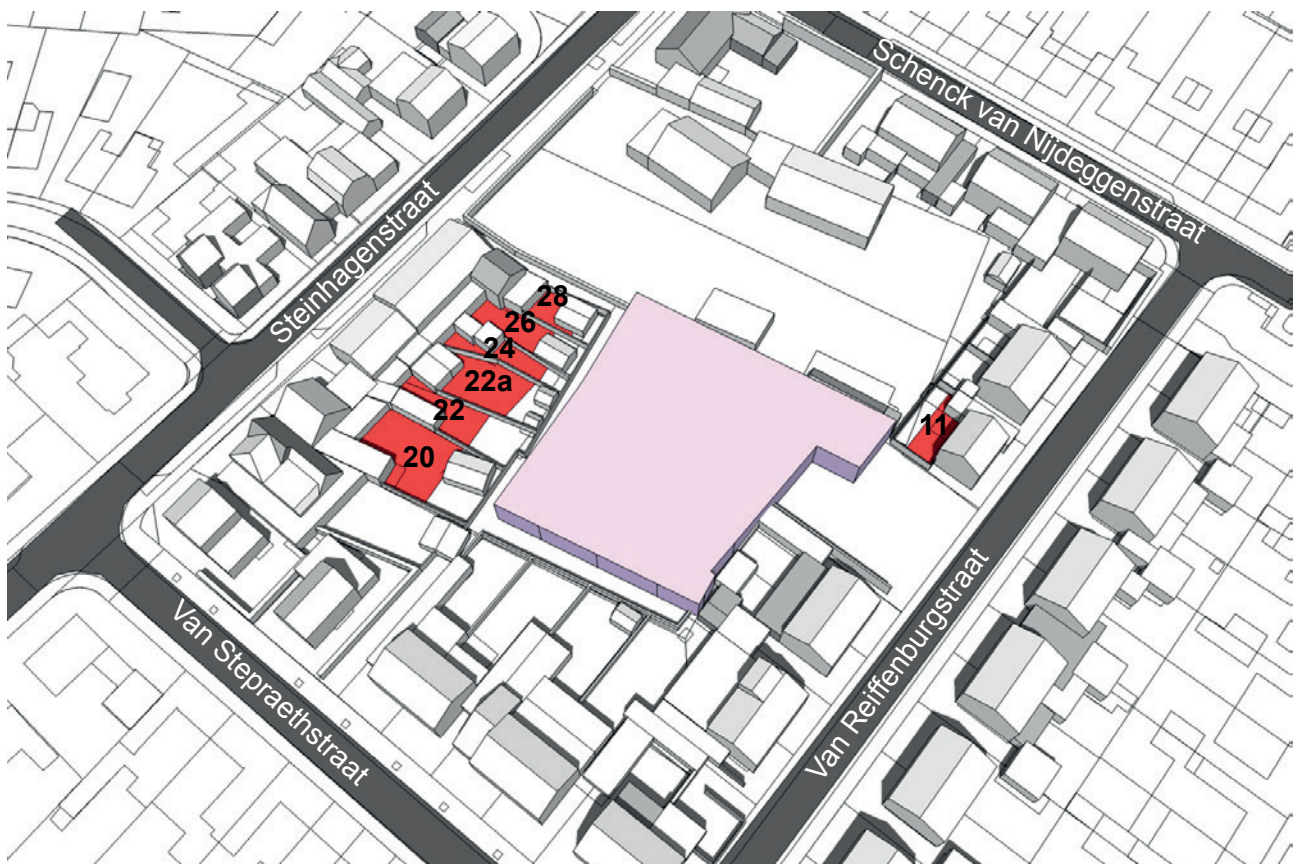 Schenck van Nijdeggenstraat
Steinhagenstraat
28
26
24
22a
22
20
11
Van Stepraethstraat
Van Reiffenburgstraat